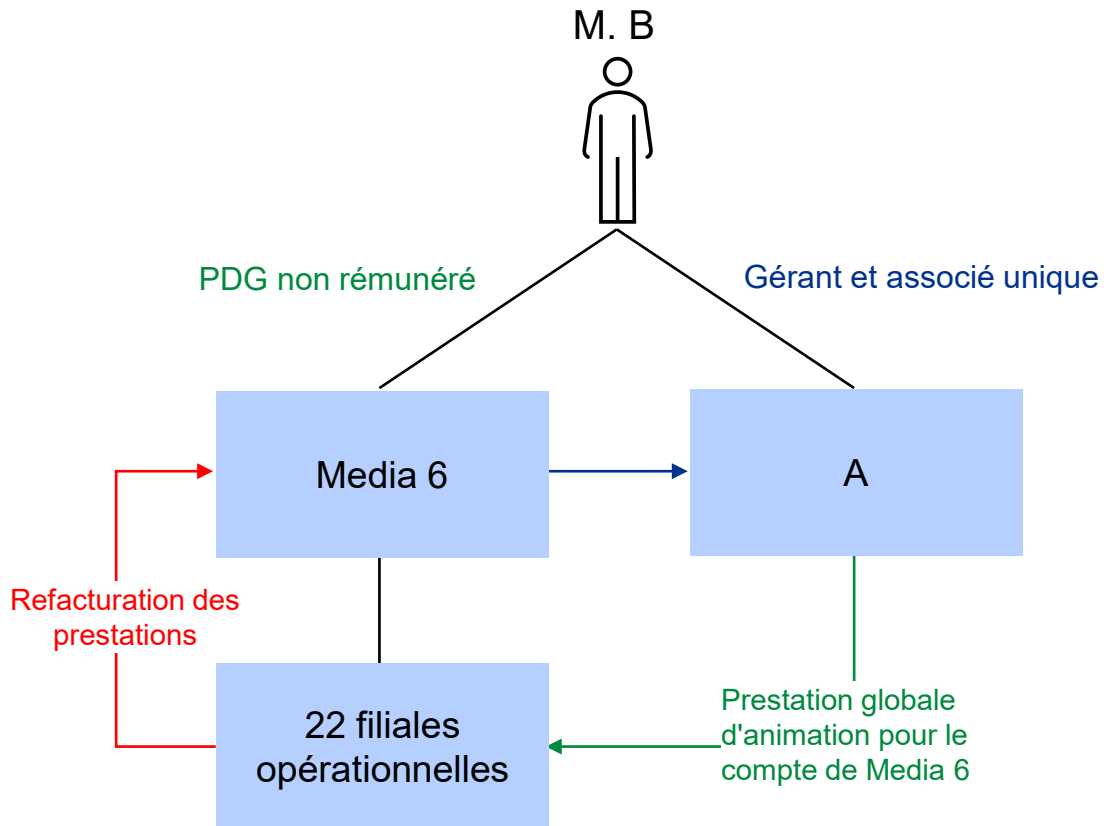 M. B
PDG non rémunéré
Gérant et associé unique
Media 6
A
Refacturation des
prestations
22 filiales
opérationnelles
Prestation globale
d'animation pour le
compte de Media 6